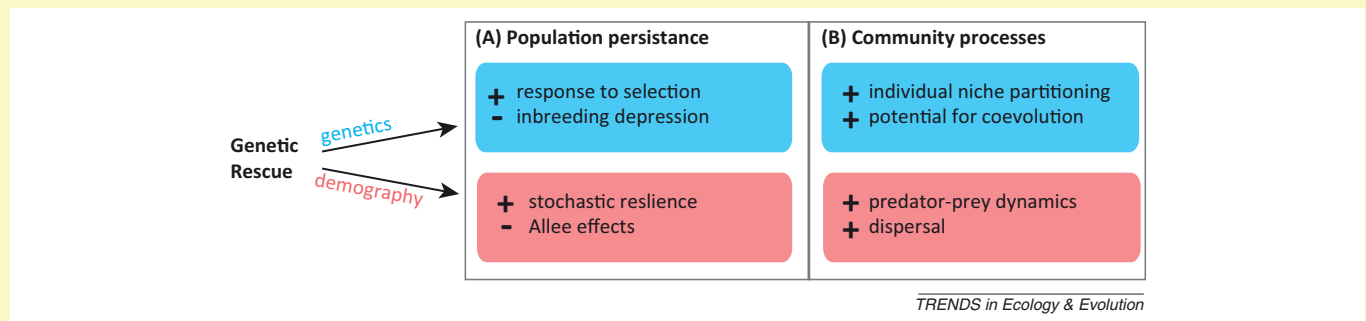 (A) Population persistance
(B) Community processes
+ response to selection
- inbreeding depression
+ individual niche partitioning
+ potential for coevolution
Genetic
Rescue
genetics
demography
+ stochastic reslience
- Allee effects
+ predator-prey dynamics
+ dispersal
TRENDS in Ecology & Evolution